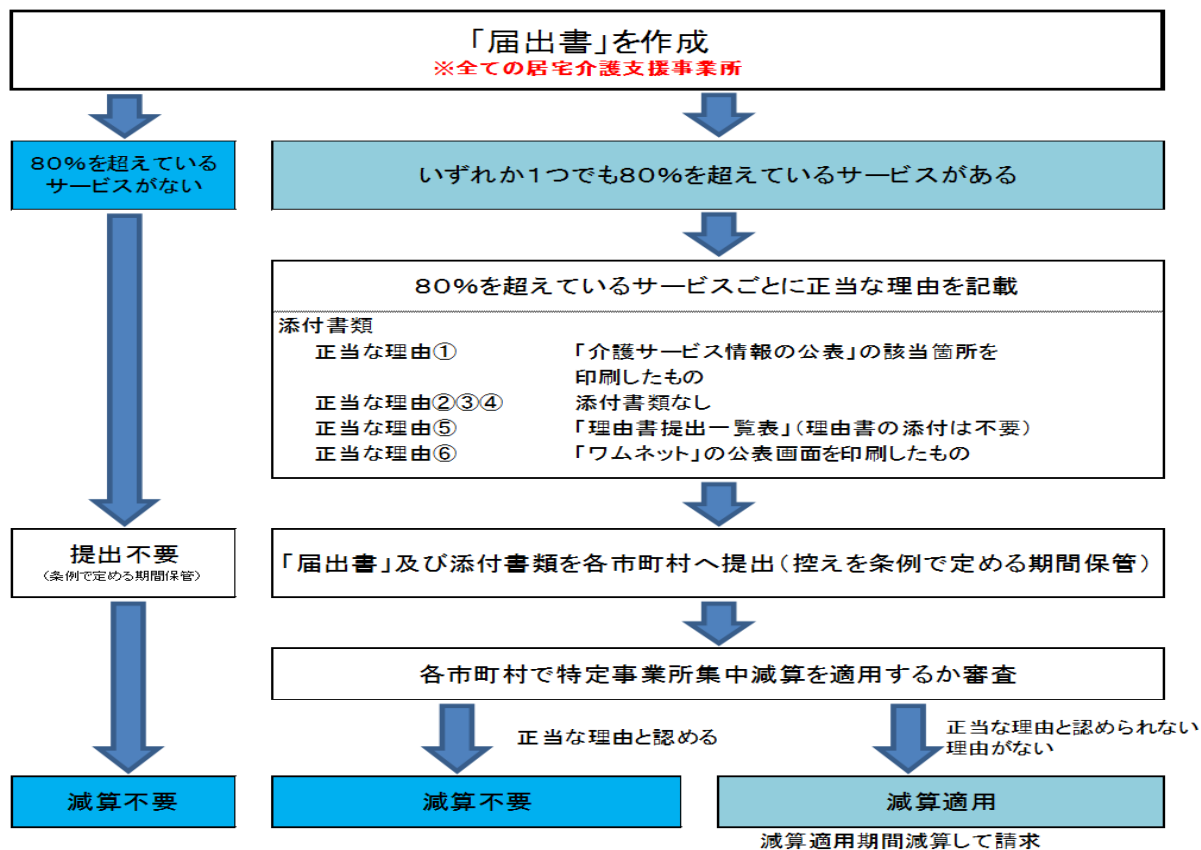 「届出書」を作成
※全ての居宅介護支援事業所
80%を超えている
サービスがない
いずれか1つでも80%を超えているサービスがある
80%を超えているサービスごとに正当な理由を記載
添付書類
正当な理由① 「介護サービス情報の公表」の該当箇所を
印刷したもの
正当な理由②③④ 添付書類なし
正当な理由⑤ 「理由書提出一覧表」(理由書の添付は不要)
正当な理由⑥ 「ワムネット」の公表画面を印刷したもの
提出不要
(条例で定める期間保管)
「届出書」及び添付書類を各市町村へ提出(控えを条例で定める期間保管)
各市町村で特定事業所集中減算を適用するか審査
正当な理由と認める
正当な理由と認められない
理由がない
減算不要
減算不要
減算適用
減算適用期間減算して請求